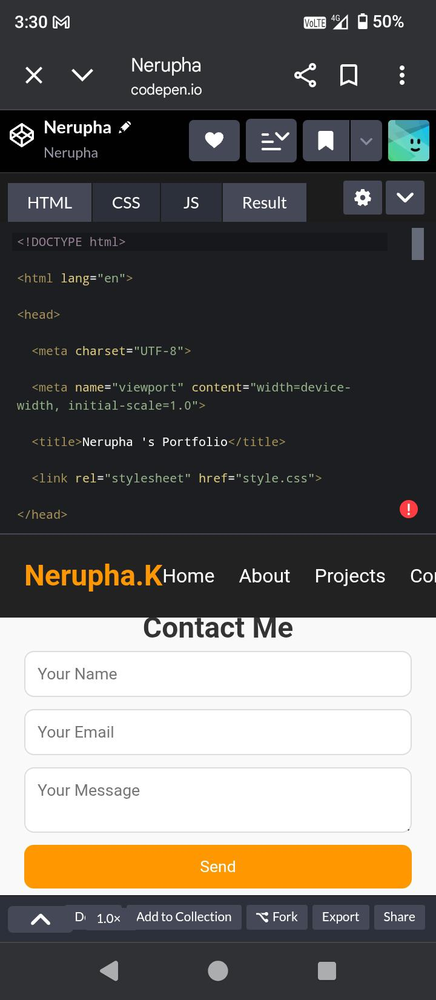 3:30
VoLTE 4G 50%
Nerupha
codepen.io
Nerupha
Nerupha
HTML CSS JS Result
<!DOCTYPE html>
<html lang="en">
<head>
<meta charset="UTF-8">
<meta name="viewport" content="width=device-
width, initial-scale=1.0">
<title>Nerupha 's Portfolio</title>
<link rel="stylesheet" href="style.css">
</head>
Nerupha.K Home About Projects
Contact Me
Your Name
Your Email
Your Message
Send
1.0× Add to Collection Fork Export Share